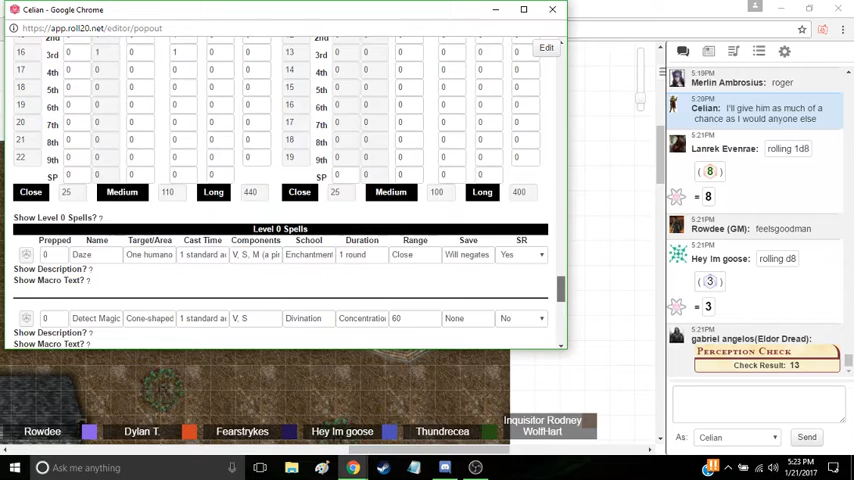 Celian - Google Chrome
https://app.roll20.net/editor/popout
Edit
16 3rd 0 1 0 1 0 0 13 3rd 0 0 0 0 0 0
17 4th 0 0 0 0 0 0 14 4th 0 0 0 0 0 0
18 5th 0 0 0 0 0 0 15 5th 0 0 0 0 0 0
19 6th 0 0 0 0 0 0 16 6th 0 0 0 0 0 0
20 7th 0 0 0 0 0 0 17 7th 0 0 0 0 0 0
21 8th 0 0 0 0 0 0 18 8th 0 0 0 0 0 0
22 9th 0 0 0 0 0 0 19 9th 0 0 0 0 0 0
SP 0 0 0 0 0 0 SP 0 0 0 0 0 0
Close 25 Medium 110 Long 440 Close 25 Medium 100 Long 400
Show Level 0 Spells? ?
Level 0 Spells
Prepped Name Target/Area Cast Time Components School Duration Range Save SR
0 Daze One humano 1 standard ac V, S, M (a pi Enchantment 1 round Close Will negates Yes
Show Description? ?
Show Macro Text? ?
0 Detect Magic Cone-shaped 1 standard ac V, S Divination Concentratio 60 None No
Show Description? ?
Show Macro Text? ?
Rowdee Dylan T. Fearstrykes Hey Im goose Thundrecea Inquisitor Rodney
WolfHart
5:19PM
Merlin Ambrosius: roger
5:20PM
Celian: I'll give him as much of a
chance as I would anyone else
5:21PM
Lanrek Evenrae: rolling 1d8
( 8 )
= 8
5:21PM
Rowdee (GM): feelsgoodman
5:21PM
Hey Im goose: rolling d8
( 3 )
= 3
5:21PM
gabriel angelos(Eldor Dread):
Perception Check
Check Result: 13
As: Celian Send
Ask me anything
5:23 PM
1/21/2017